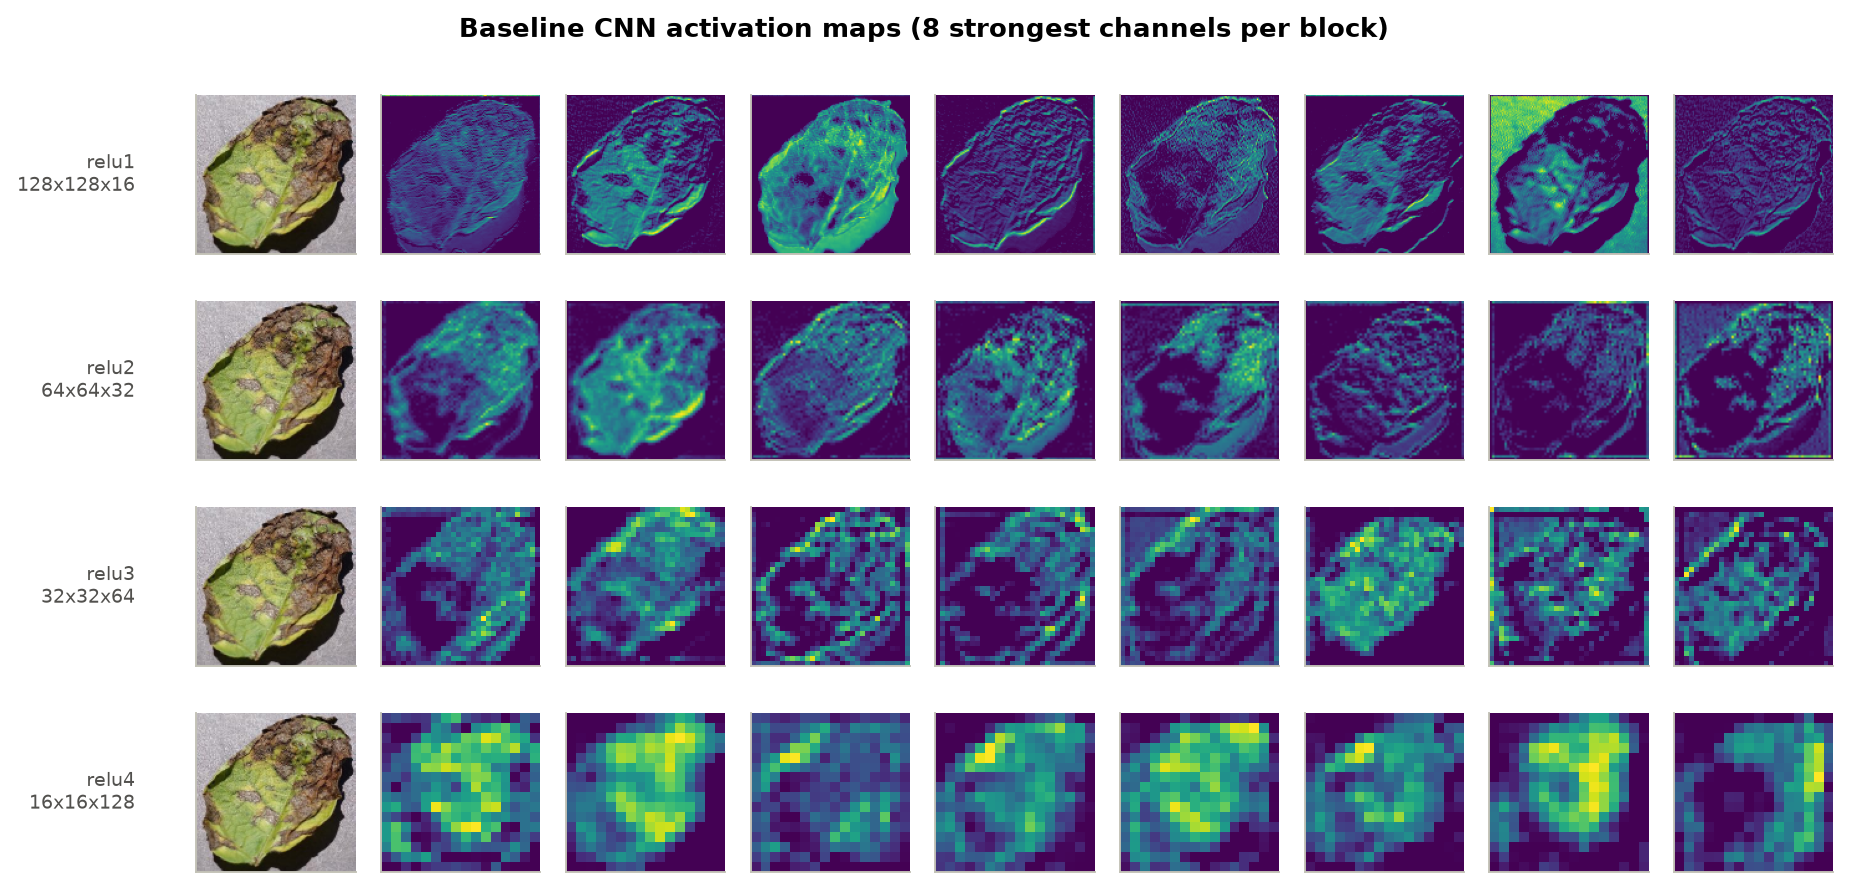 Baseline CNN activation maps (8 strongest channels per block)
relu1
128x128x16
relu2
64x64x32
relu3
32x32x64
relu4
16x16x128